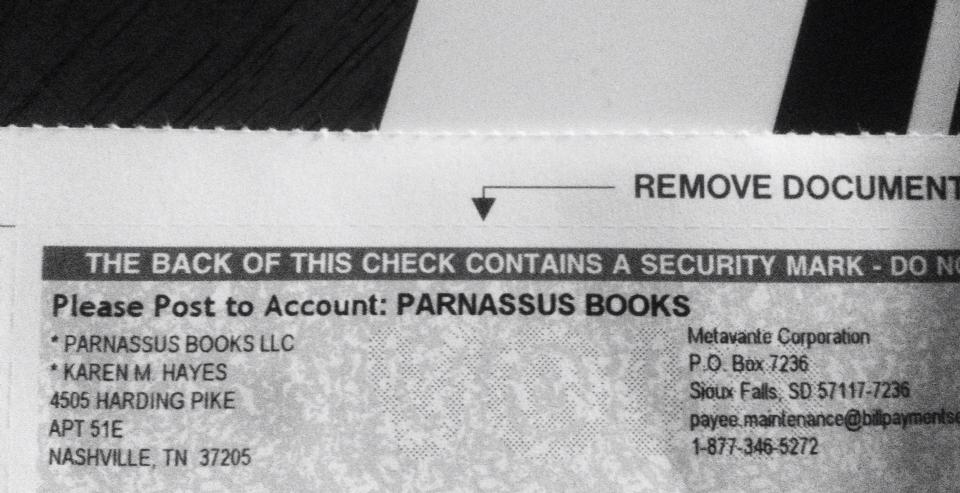 REMOVE DOCUMENT
THE BACK OF THIS CHECK CONTAINS A SECURITY MARK - DO
Please Post to Account: PARNASSUS BOOKS
* PARNASSUS BOOKS LLC
* KAREN M. HAYES
4505 HARDING PIKE
APT 51E
NASHVILLE, TN 37205
Metavante Corporation
P.O. Box 7236
Sioux Falls, SD 57117-7236
1-877-346-5272